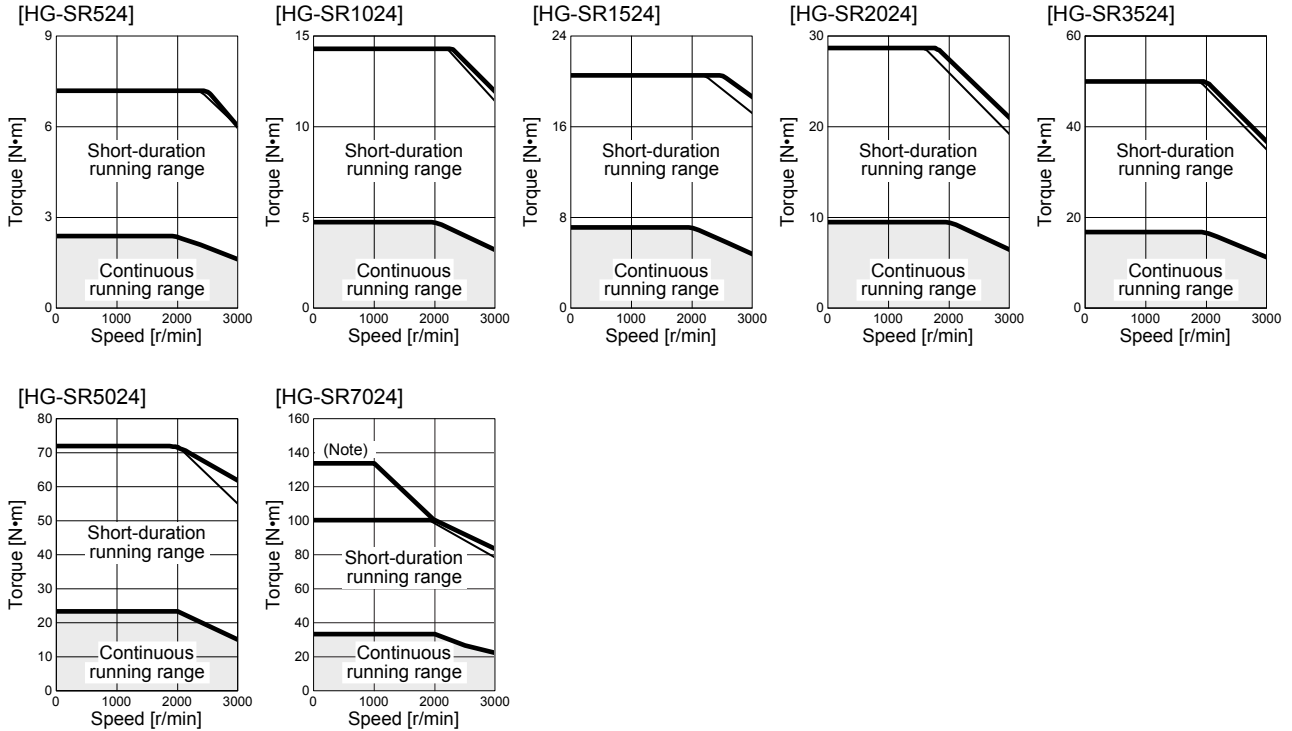 [HG-SR524]
9
6
3
0
Torque [N•m]
Short-duration
running range
Continuous
running range
0 1000 2000 3000
Speed [r/min]
[HG-SR1024]
15
10
5
0
Torque [N•m]
Short-duration
running range
Continuous
running range
0 1000 2000 3000
Speed [r/min]
[HG-SR1524]
24
16
8
0
Torque [N•m]
Short-duration
running range
Continuous
running range
0 1000 2000 3000
Speed [r/min]
[HG-SR2024]
30
20
10
0
Torque [N•m]
Short-duration
running range
Continuous
running range
0 1000 2000 3000
Speed [r/min]
[HG-SR3524]
60
40
20
0
Torque [N•m]
Short-duration
running range
Continuous
running range
0 1000 2000 3000
Speed [r/min]
[HG-SR5024]
80
70
60
50
40
30
20
10
0
Torque [N•m]
Short-duration
running range
Continuous
running range
0 1000 2000 3000
Speed [r/min]
[HG-SR7024]
160
140
120
100
80
60
40
20
0
Torque [N•m]
(Note)
Short-duration
running range
Continuous
running range
0 1000 2000 3000
Speed [r/min]